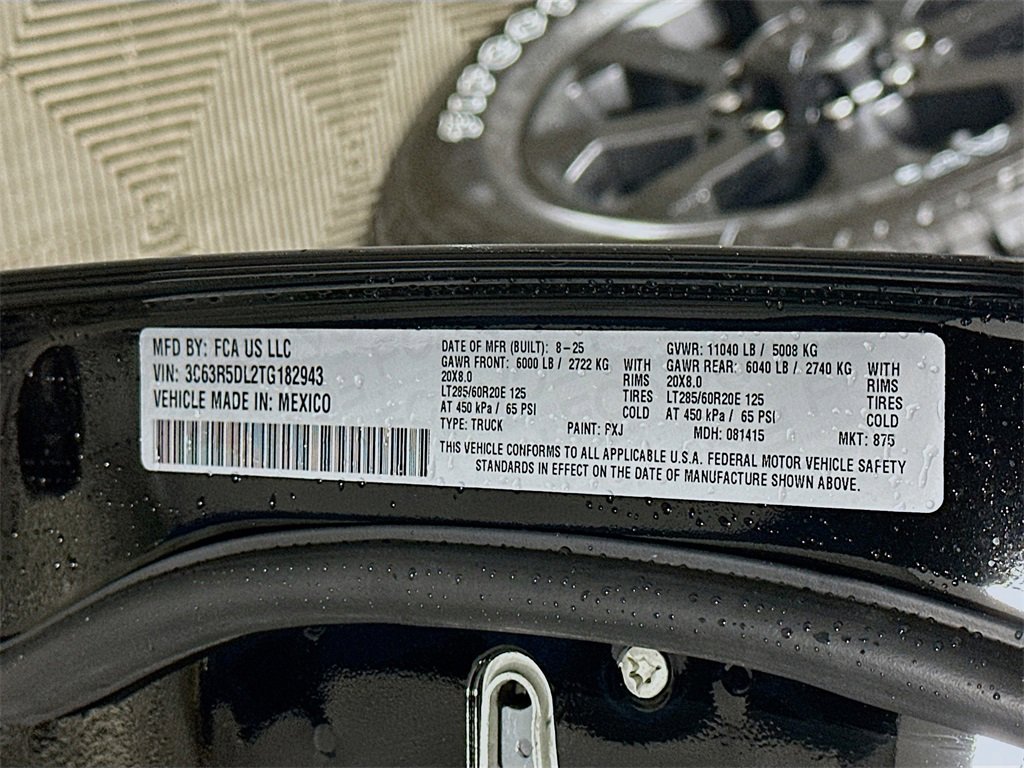 MFD BY: FCA US LLC
VIN: 3C63R5DL2TG182943
VEHICLE MADE IN: MEXICO
DATE OF MFR (BUILT): 8-25
GAWR FRONT: 6000 LB / 2722 KG WITH
20X8.0 RIMS
LT285/60R20E 125 TIRES
AT 450 kPa / 65 PSI COLD
TYPE: TRUCK
PAINT: FXJ
GVWR: 11040 LB / 5008 KG
GAWR REAR: 6040 LB / 2740 KG WITH
20X8.0 RIMS
LT285/60R20E 125 TIRES
AT 450 kPa / 65 PSI COLD
MDH: 081415 MKT: 875
THIS VEHICLE CONFORMS TO ALL APPLICABLE U.S.A. FEDERAL MOTOR VEHICLE SAFETY
STANDARDS IN EFFECT ON THE DATE OF MANUFACTURE SHOWN ABOVE.